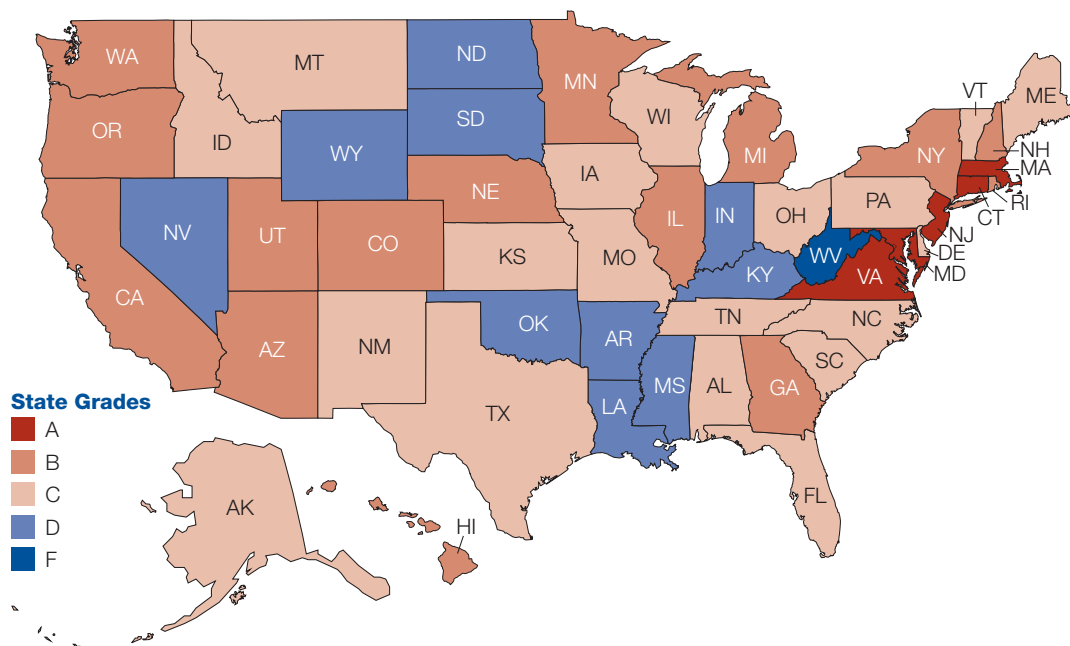 WA
MT
ND
MN
VT
ME
OR
ID
SD
WI
NY
NH
MA
WY
MI
RI
CT
NE
IA
PA
NV
UT
CO
IL
IN
OH
NJ
DE
MD
KS
MO
KY
WV
VA
CA
AZ
NM
OK
AR
TN
NC
SC
TX
LA
MS
AL
GA
FL
State Grades
A
B
C
D
F
AK
HI